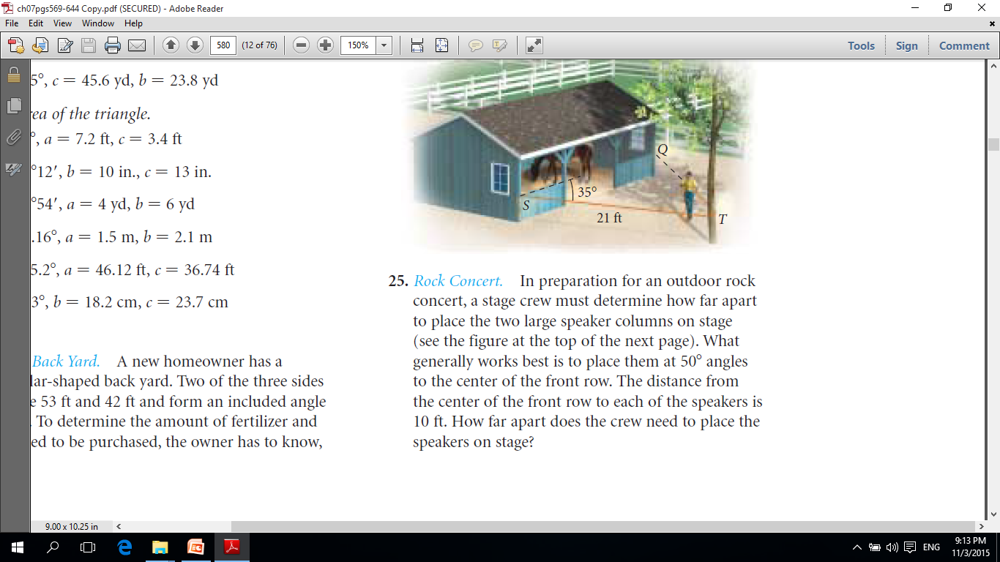 ch07pgs569-644 Copy.pdf (SECURED) - Adobe Reader
File Edit View Window Help
580 (12 of 76) 150% Tools Sign Comment
5°, c = 45.6 yd, b = 23.8 yd
ea of the triangle.
°, a = 7.2 ft, c = 3.4 ft
°12′, b = 10 in., c = 13 in.
°54′, a = 4 yd, b = 6 yd
.16°, a = 1.5 m, b = 2.1 m
5.2°, a = 46.12 ft, c = 36.74 ft
3°, b = 18.2 cm, c = 23.7 cm
Back Yard. A new homeowner has a
lar-shaped back yard. Two of the three sides
e 53 ft and 42 ft and form an included angle
. To determine the amount of fertilizer and
ed to be purchased, the owner has to know,
Q
35°
S
21 ft
T
25. Rock Concert. In preparation for an outdoor rock
concert, a stage crew must determine how far apart
to place the two large speaker columns on stage
(see the figure at the top of the next page). What
generally works best is to place them at 50° angles
to the center of the front row. The distance from
the center of the front row to each of the speakers is
10 ft. How far apart does the crew need to place the
speakers on stage?
9.00 x 10.25 in
ENG
9:13 PM
11/3/2015